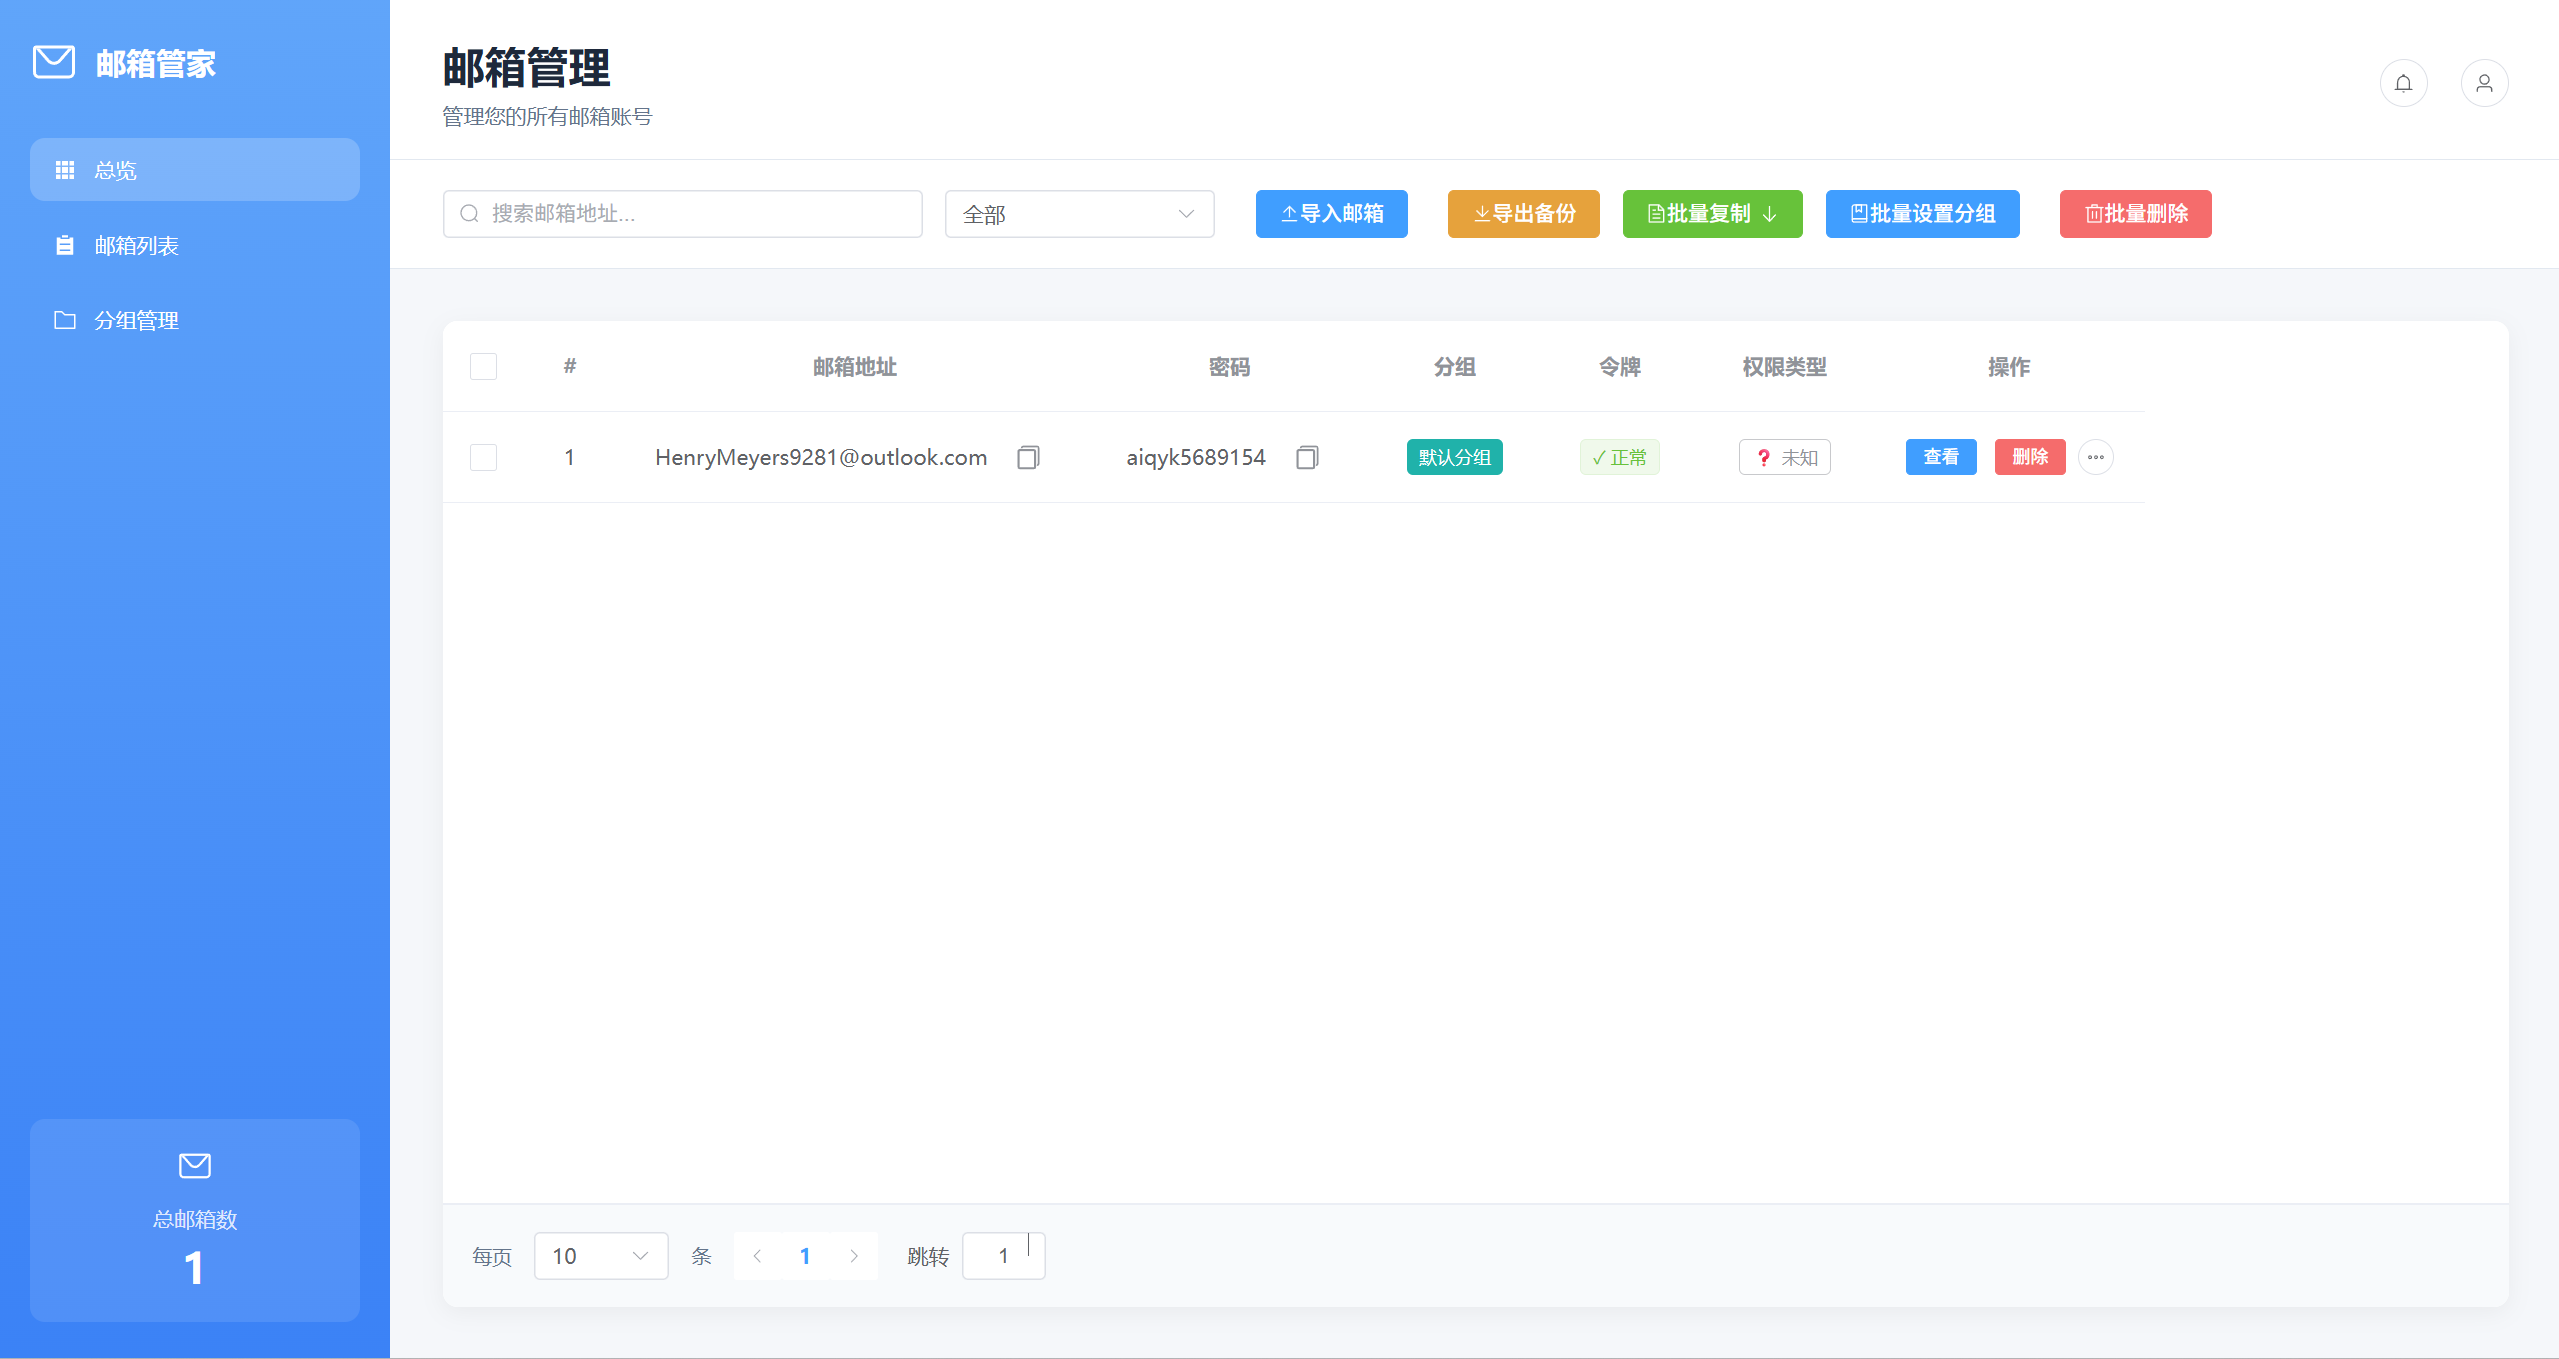 邮箱管家
总览
邮箱列表
分组管理
总邮箱数
1
邮箱管理
管理您的所有邮箱账号
搜索邮箱地址...
全部
导入邮箱
导出备份
批量复制
批量设置分组
批量删除
# 邮箱地址 密码 分组 令牌 权限类型 操作
1 HenryMeyers9281@outlook.com aiqyk5689154 默认分组 ✓ 正常 ❓ 未知 查看 删除
每页 10 条 1 跳转 1